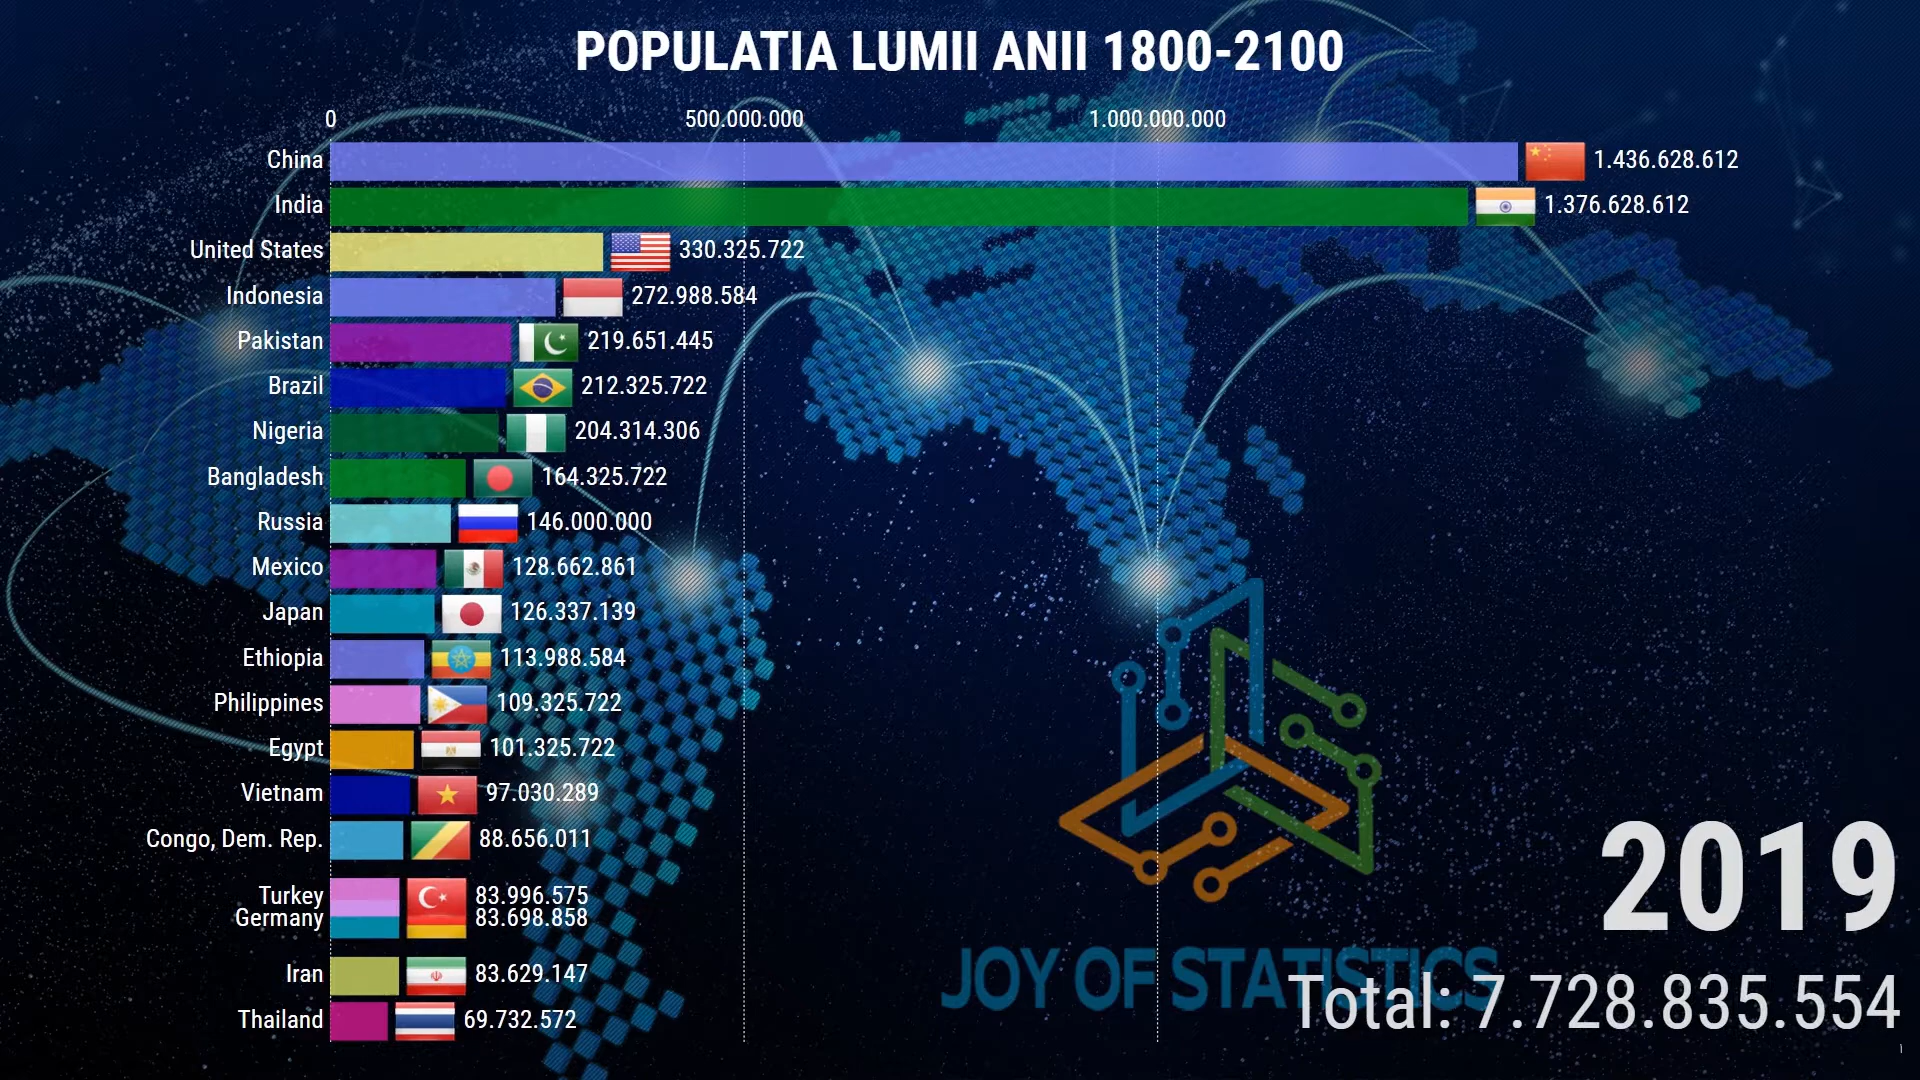 POPULATIA LUMII ANII 1800-2100
0 500.000.000 1.000.000.000
China 1.436.628.612
India 1.376.628.612
United States 330.325.722
Indonesia 272.988.584
Pakistan 219.651.445
Brazil 212.325.722
Nigeria 204.314.306
Bangladesh 164.325.722
Russia 146.000.000
Mexico 128.662.861
Japan 126.337.139
Ethiopia 113.988.584
Philippines 109.325.722
Egypt 101.325.722
Vietnam 97.030.289
Congo, Dem. Rep. 88.656.011
Turkey 83.996.575
Germany 83.698.858
Iran 83.629.147
Thailand 69.732.572
2019
JOY OF STATISTICS
Total: 7.728.835.554